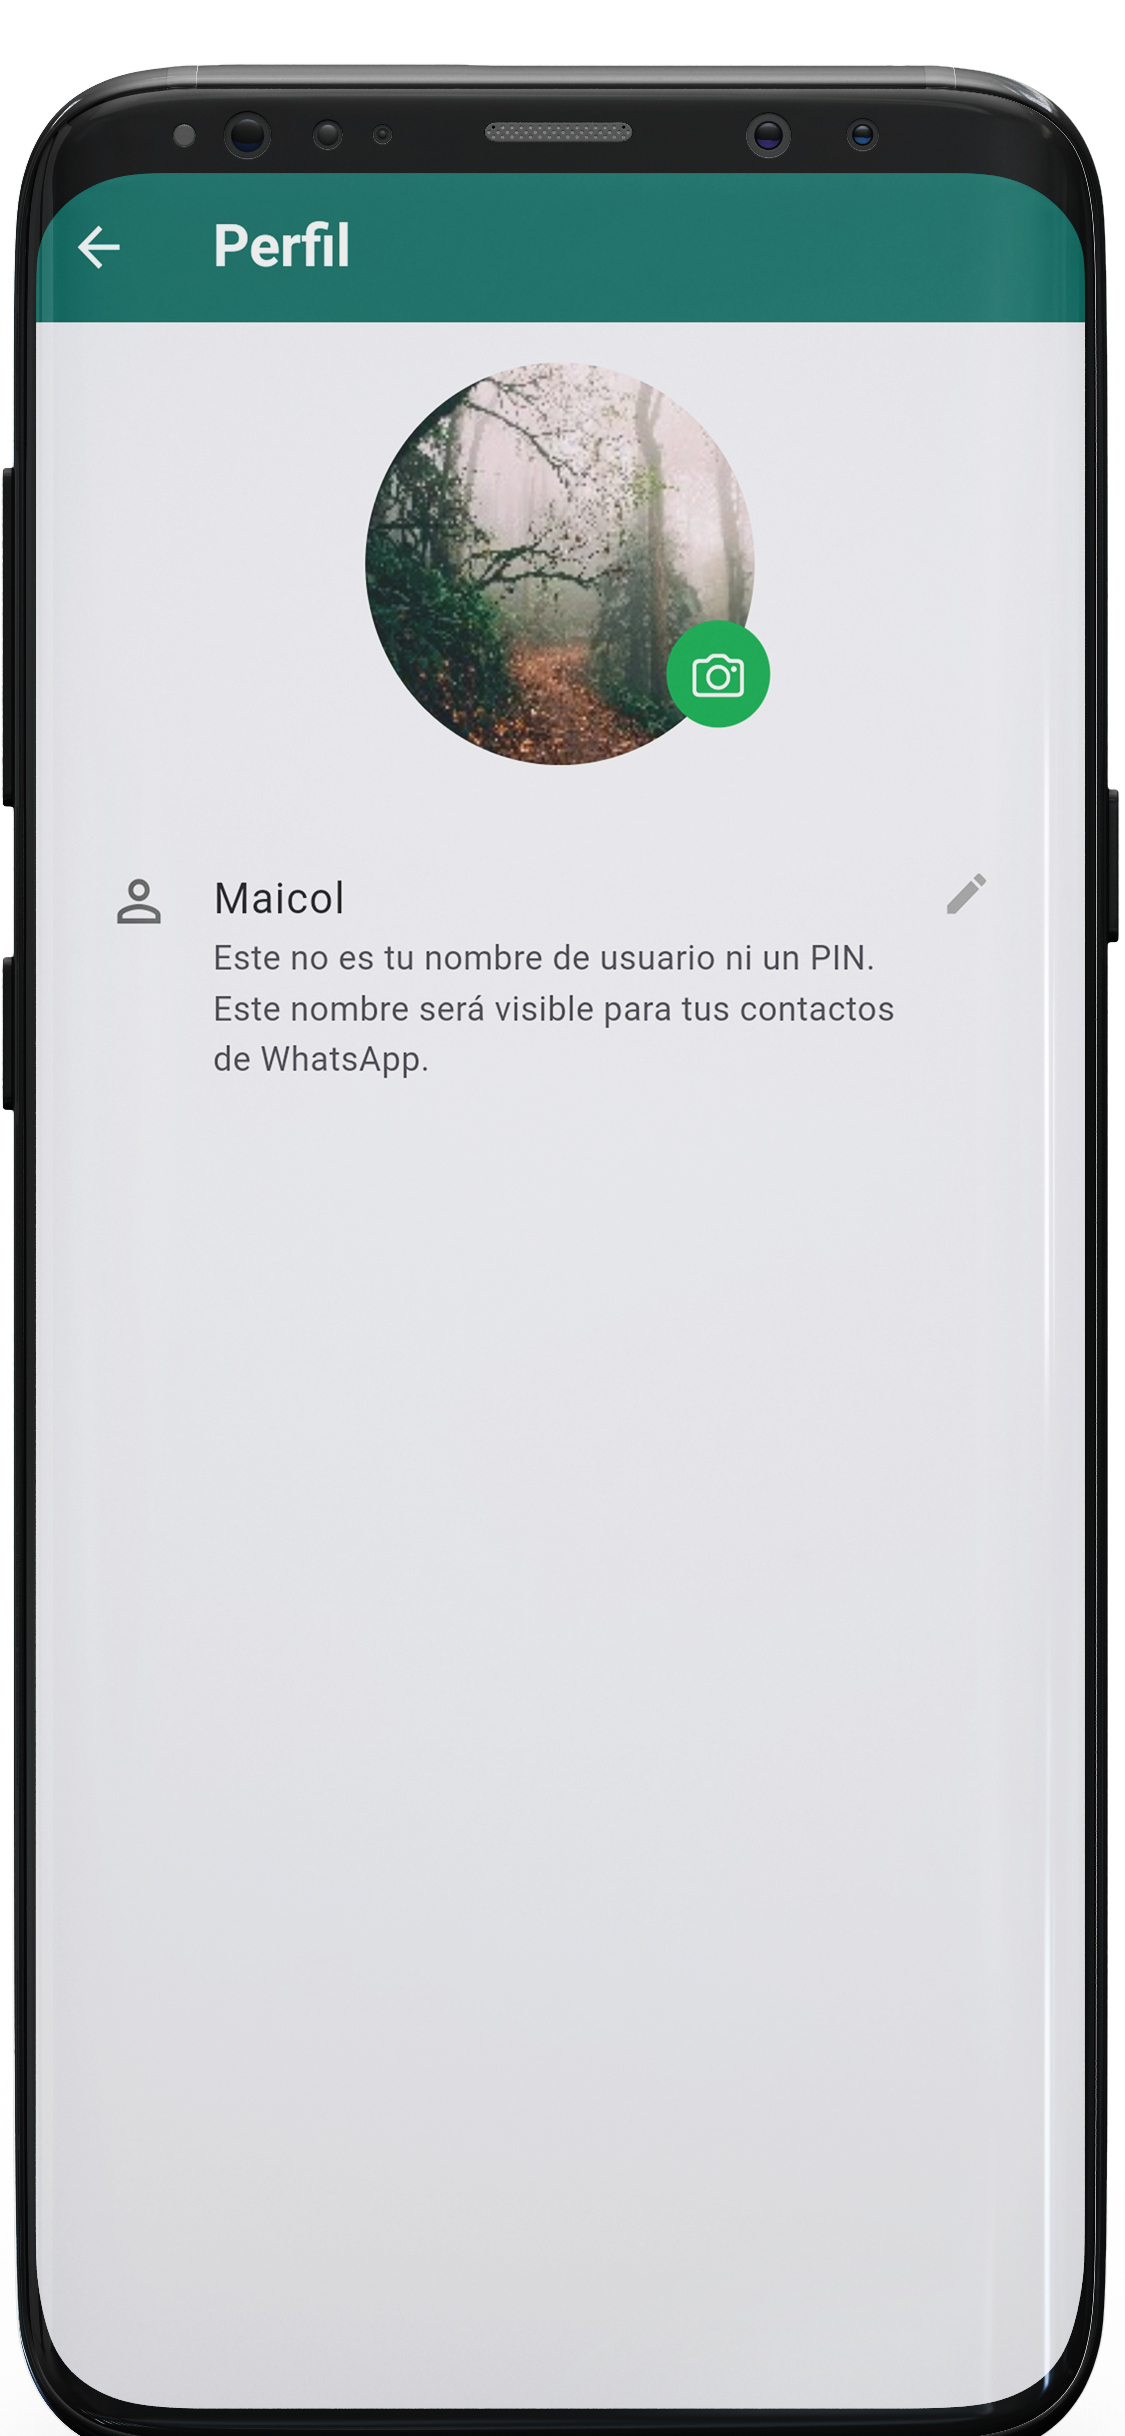 Perfil
Maicol
Este no es tu nombre de usuario ni un PIN.
Este nombre será visible para tus contactos
de WhatsApp.